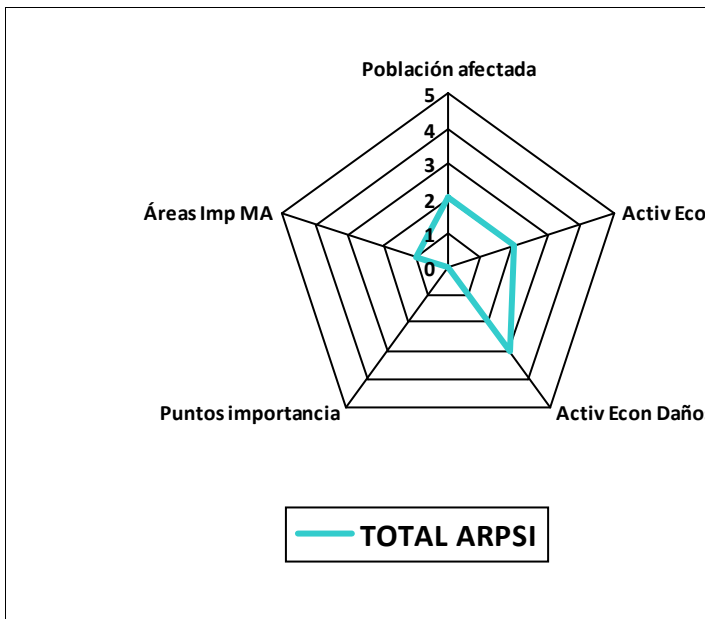 Población afectada
5
4
3
2
1
0
Áreas Imp MA
Activ Eco
Puntos importancia
Activ Econ Daño
TOTAL ARPSI